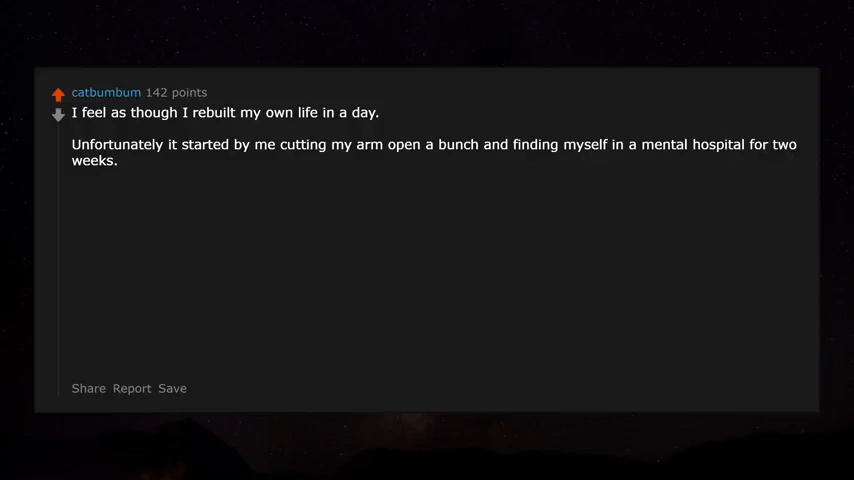 catbumbum 142 points
I feel as though I rebuilt my own life in a day.
Unfortunately it started by me cutting my arm open a bunch and finding myself in a mental hospital for two
weeks.
Share Report Save